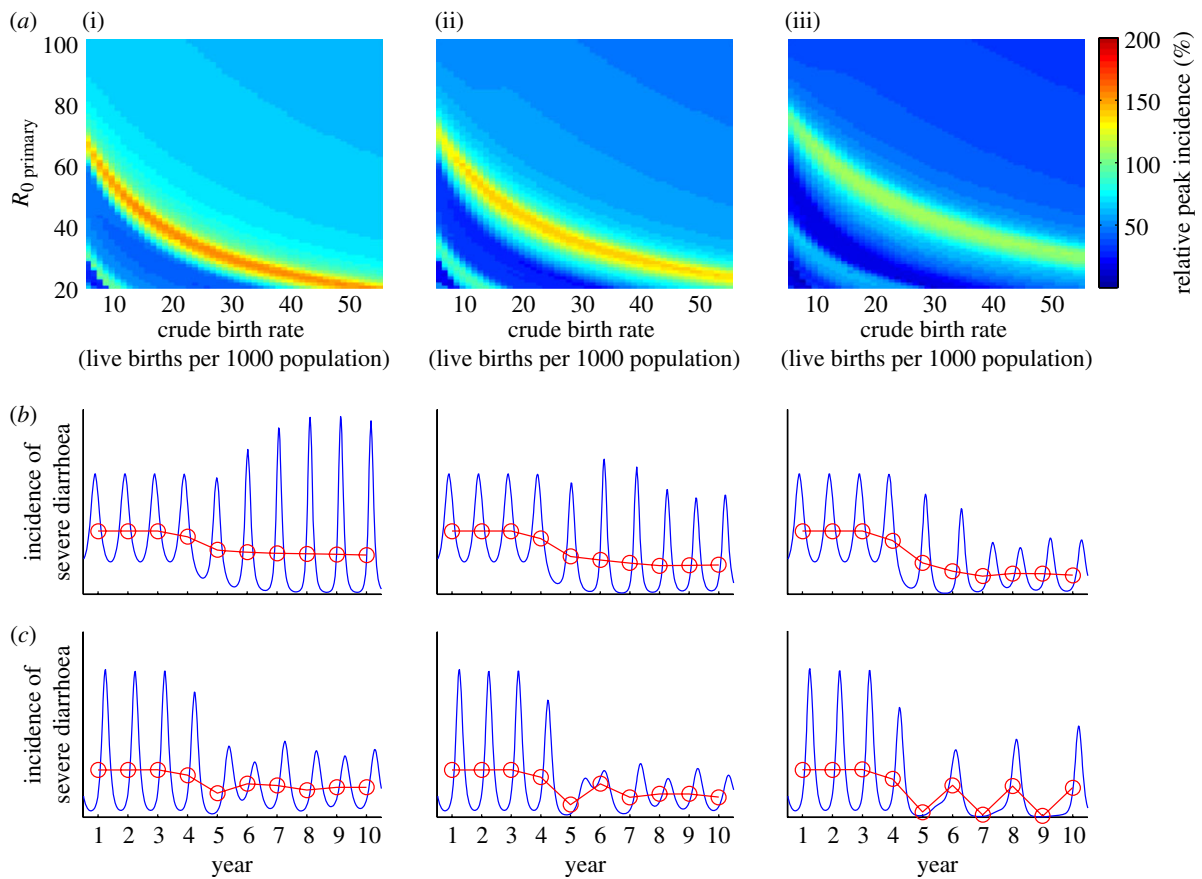 (a) (i) (ii) (iii)
R0 primary
100
80
60
40
20
10 20 30 40 50
crude birth rate
(live births per 1000 population)
10 20 30 40 50
crude birth rate
(live births per 1000 population)
10 20 30 40 50
crude birth rate
(live births per 1000 population)
200
150
100
50
relative peak incidence (%)
(b)
incidence of
severe diarrhoea
(c)
incidence of
severe diarrhoea
1 2 3 4 5 6 7 8 9 10
year
1 2 3 4 5 6 7 8 9 10
year
1 2 3 4 5 6 7 8 9 10
year